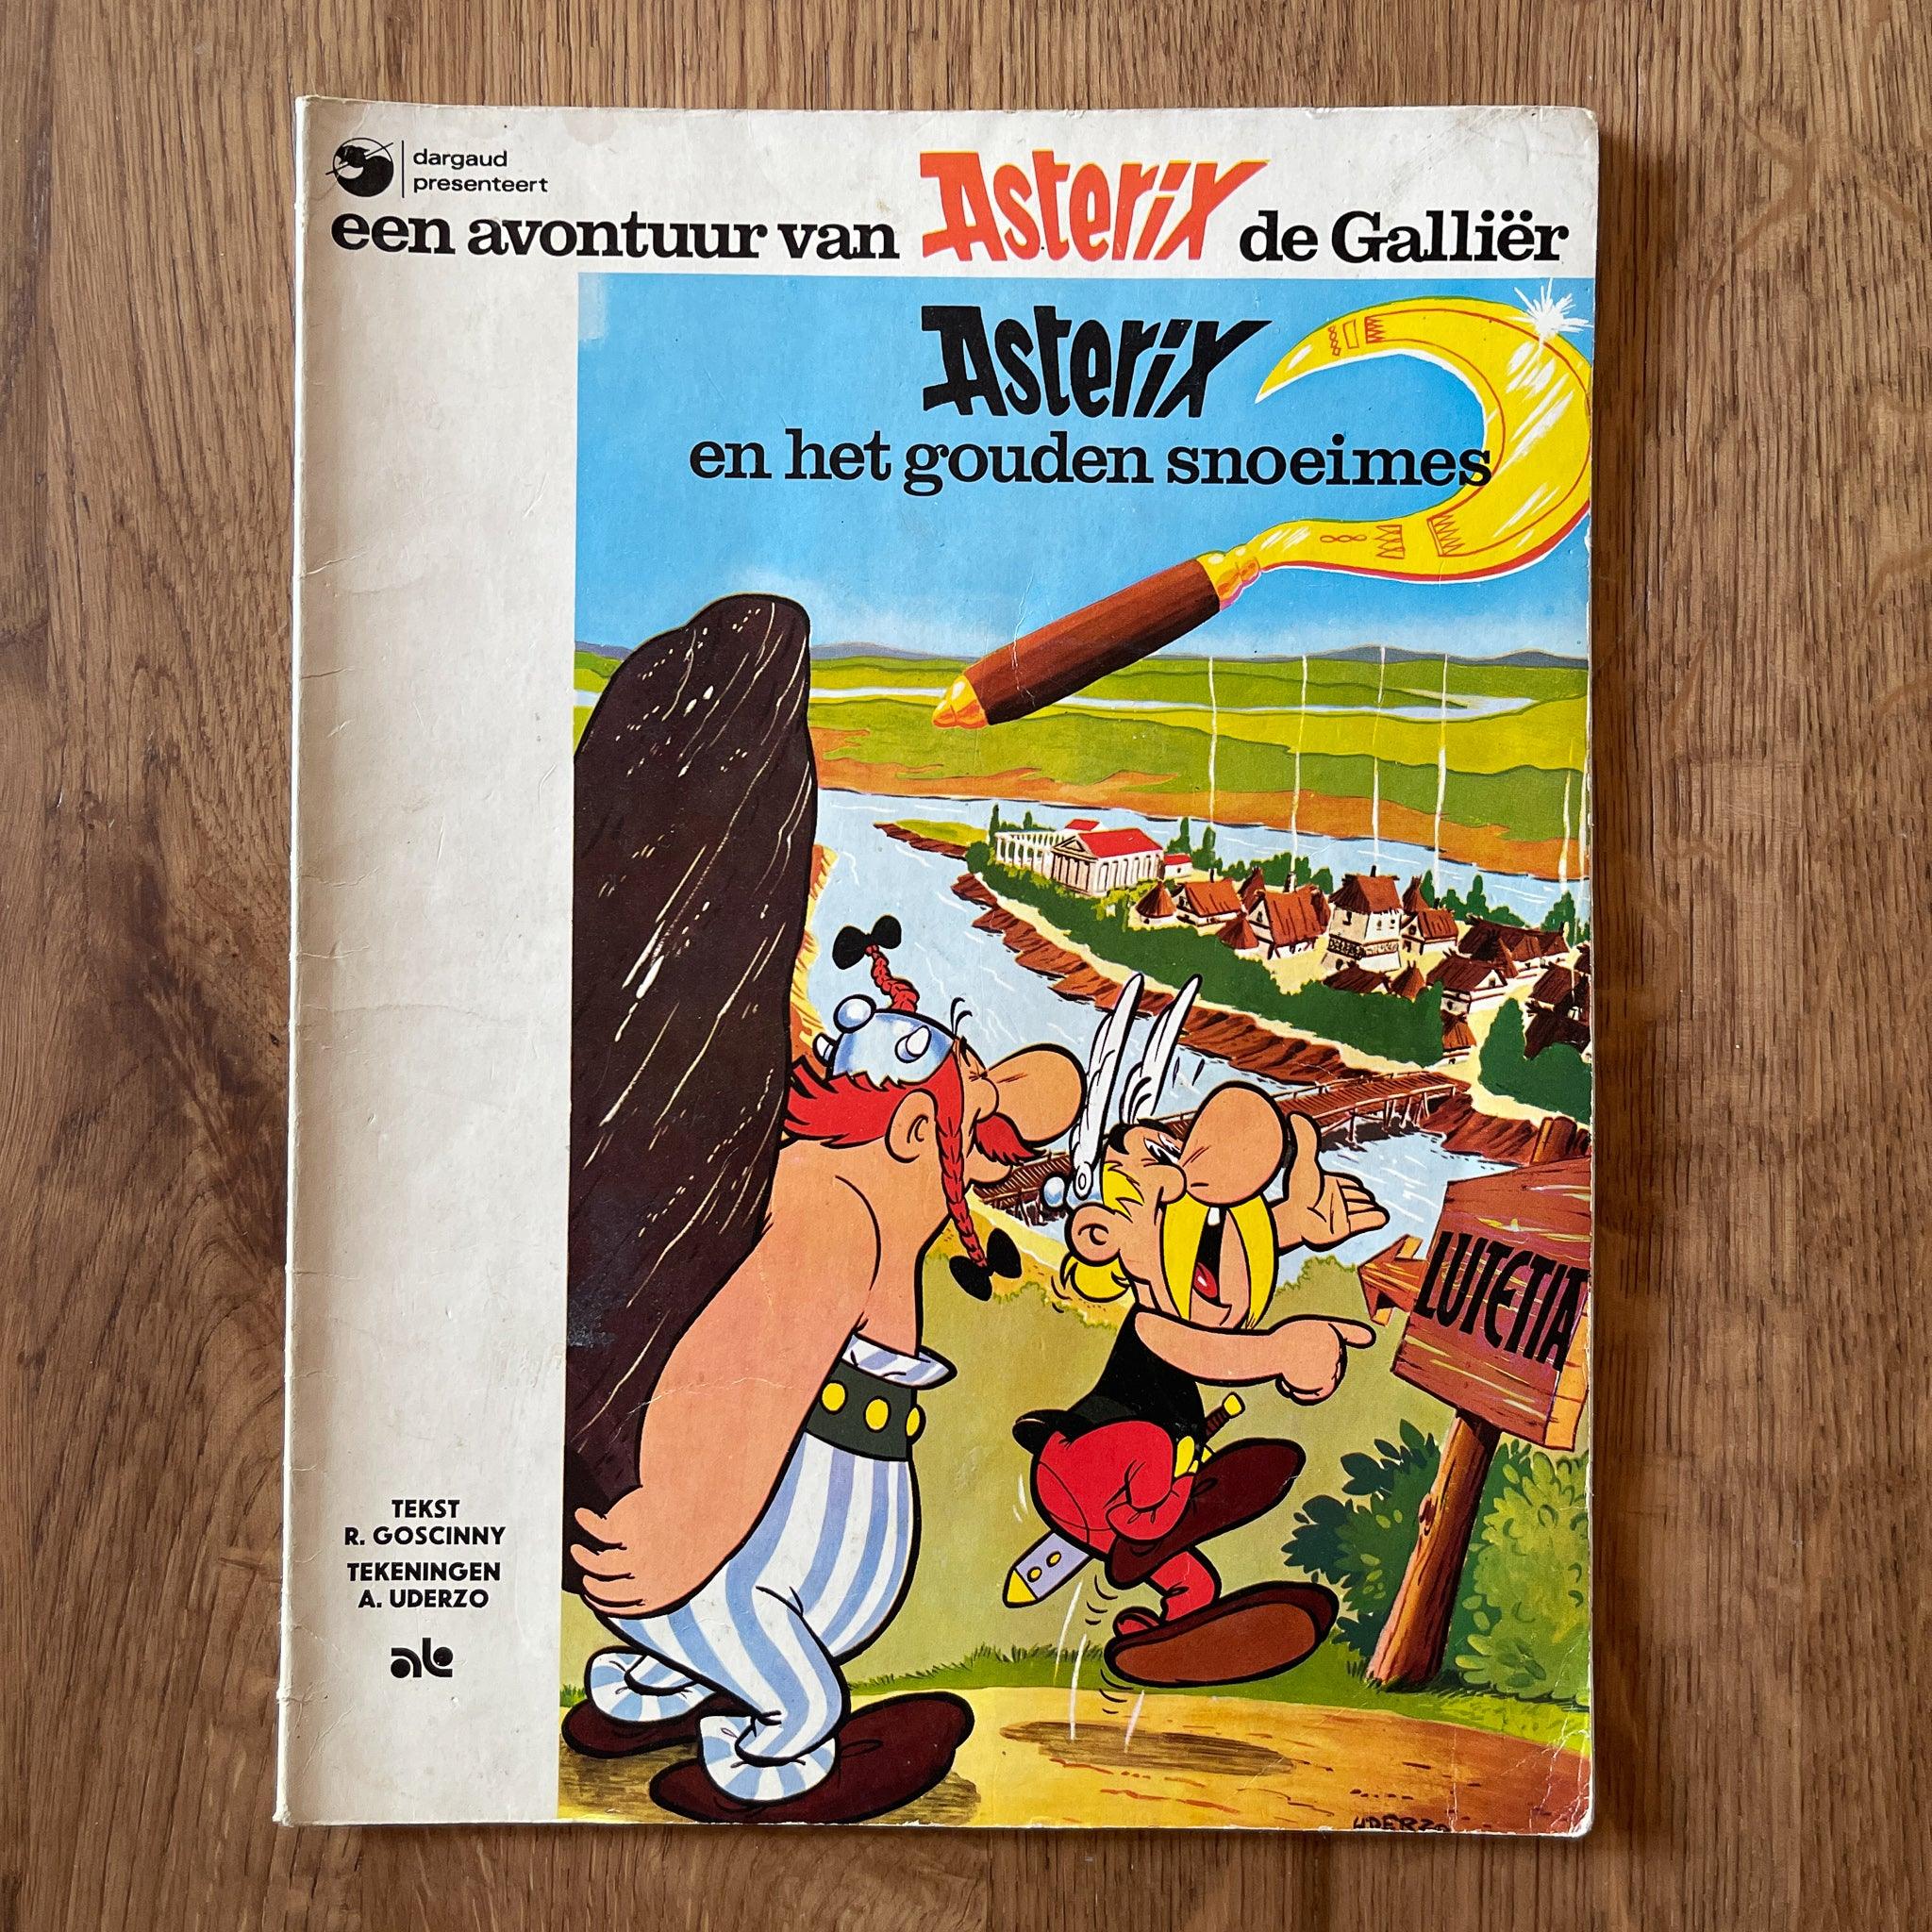 dargaud
presenteert
een avontuur van Asterix de Galliër
Asterix
en het gouden snoeimes
LUTETIA
TEKST
R. GOSCINNY
TEKENINGEN
A. UDERZO
UDERZO